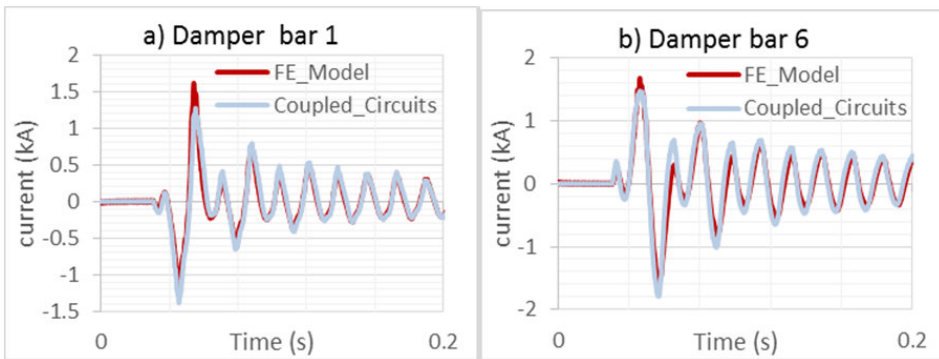 a) Damper bar 1
2
1.5
1
0.5
0
-0.5
-1
-1.5
current (kA)
FE_Model
Coupled_Circuits
0
Time (s)
0.2
b) Damper bar 6
2
1
0
-1
-2
current (kA)
FE_Model
Coupled_Circuits
0
Time (s)
0.2